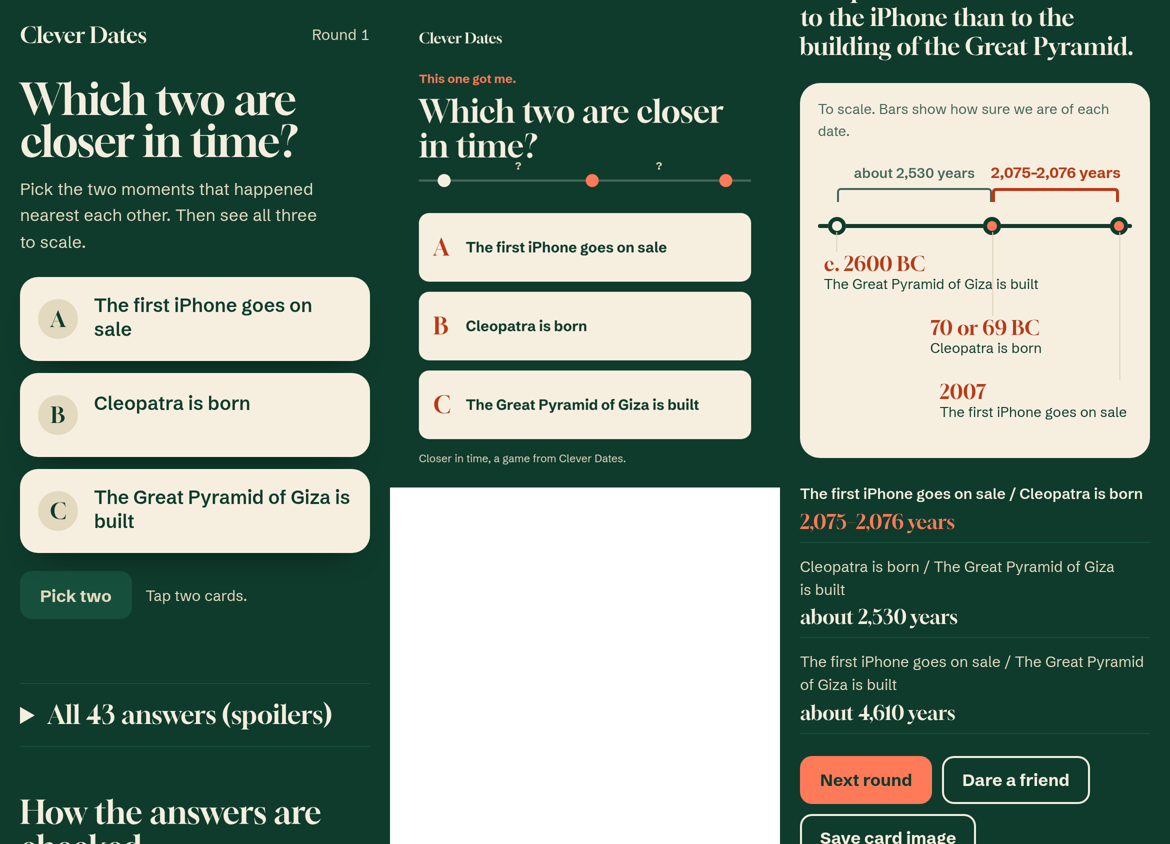 Clever Dates
Round 1
Which two are
closer in time?
Pick the two moments that happened
nearest each other. Then see all three
to scale.
A
The first iPhone goes on
sale
B
Cleopatra is born
C
The Great Pyramid of Giza is
built
Pick two
Tap two cards.
All 43 answers (spoilers)
How the answers are
checked
Clever Dates
This one got me.
Which two are closer
in time?
?
?
A
The first iPhone goes on sale
B
Cleopatra is born
C
The Great Pyramid of Giza is built
Closer in time, a game from Clever Dates.
to the iPhone than to the
building of the Great Pyramid.
To scale. Bars show how sure we are of each
date.
about 2,530 years
2,075–2,076 years
c. 2600 BC
The Great Pyramid of Giza is built
70 or 69 BC
Cleopatra is born
2007
The first iPhone goes on sale
The first iPhone goes on sale / Cleopatra is born
2,075–2,076 years
Cleopatra is born / The Great Pyramid of Giza
is built
about 2,530 years
The first iPhone goes on sale / The Great Pyramid
of Giza is built
about 4,610 years
Next round
Dare a friend
Save card image